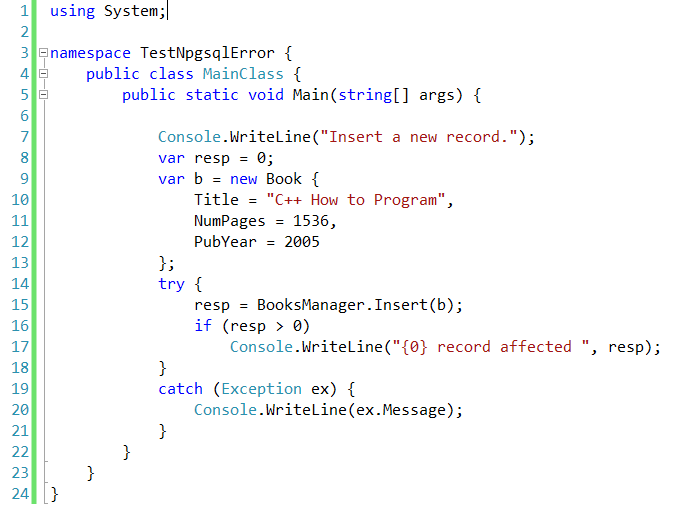 1 using System;
2
3 namespace TestNpgsqlError {
4     public class MainClass {
5         public static void Main(string[] args) {
6
7             Console.WriteLine("Insert a new record.");
8             var resp = 0;
9             var b = new Book {
10                 Title = "C++ How to Program",
11                 NumPages = 1536,
12                 PubYear = 2005
13             };
14             try {
15                 resp = BooksManager.Insert(b);
16                 if (resp > 0)
17                     Console.WriteLine("{0} record affected ", resp);
18             }
19             catch (Exception ex) {
20                 Console.WriteLine(ex.Message);
21             }
22         }
23     }
24 }